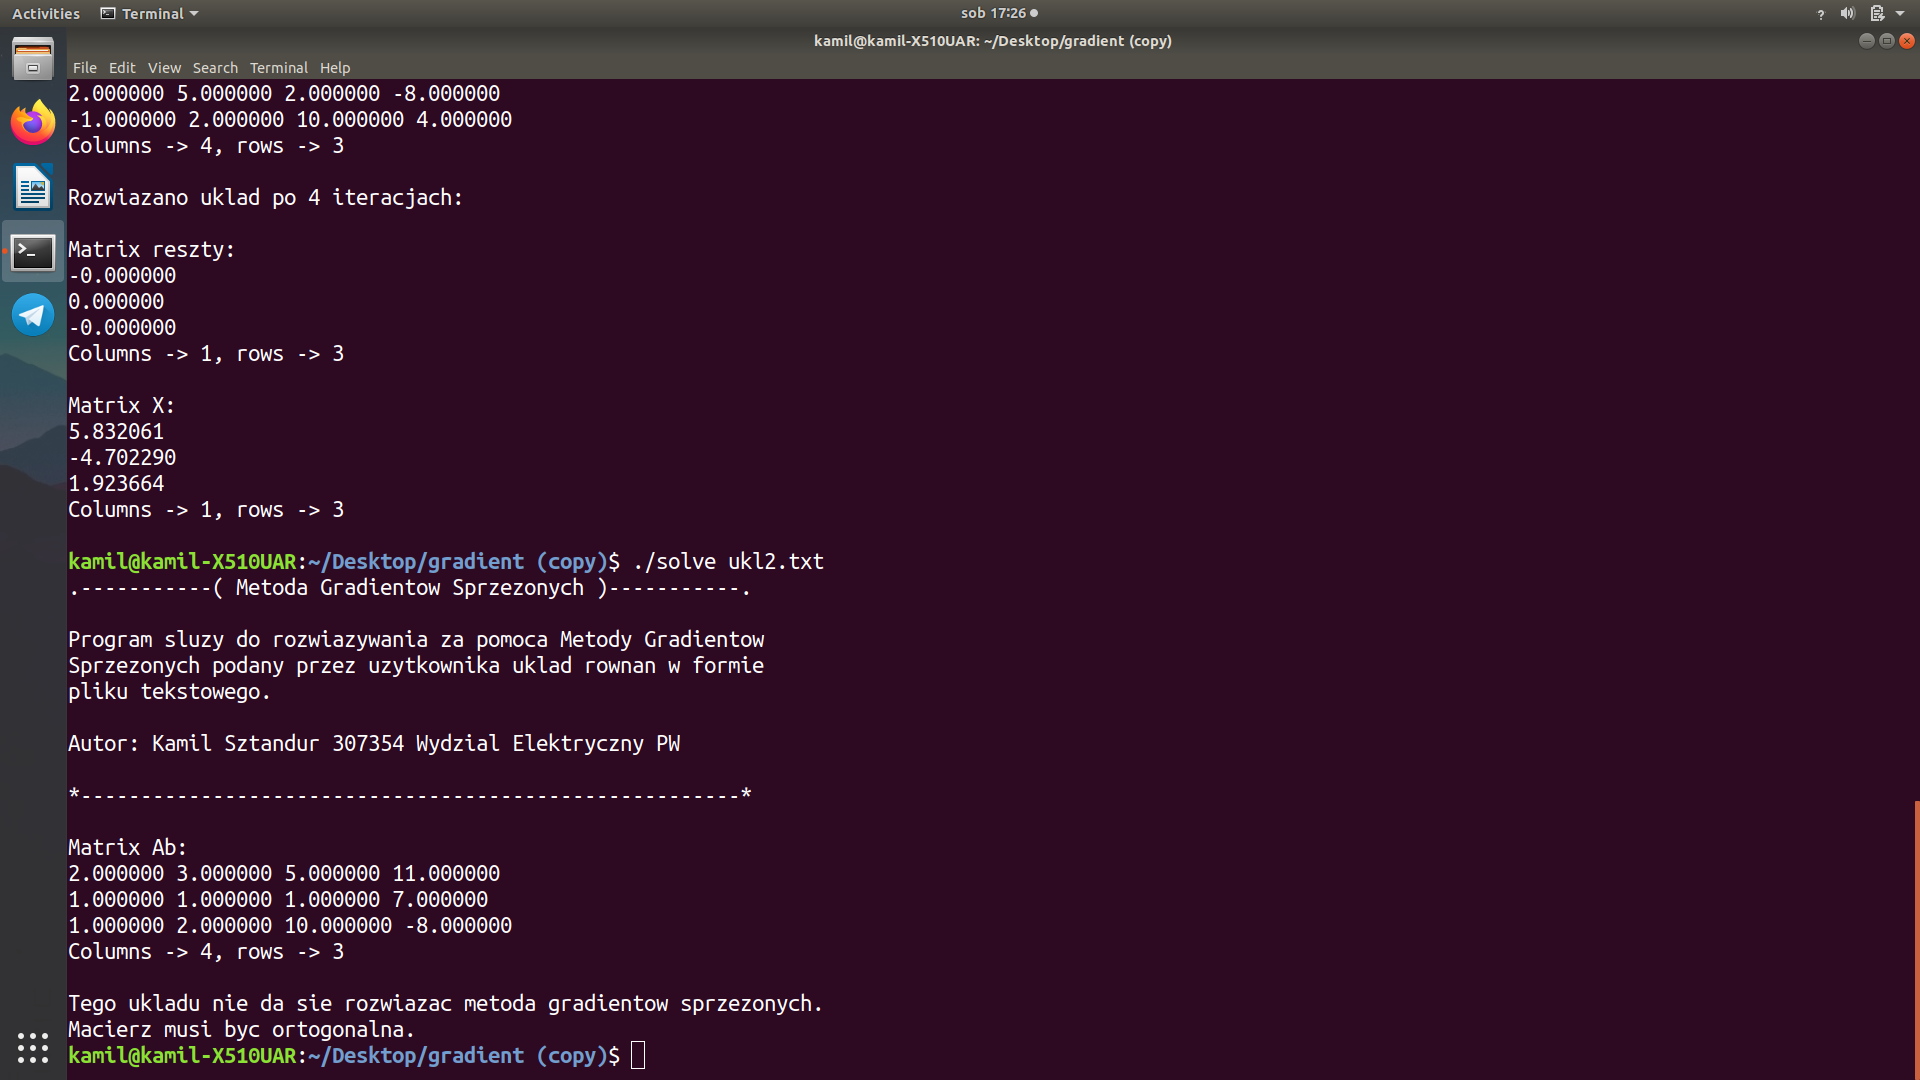 Activities Terminal sob 17:26
kamil@kamil-X510UAR: ~/Desktop/gradient (copy)
File Edit View Search Terminal Help
2.000000 5.000000 2.000000 -8.000000
-1.000000 2.000000 10.000000 4.000000
Columns -> 4, rows -> 3
Rozwiazano uklad po 4 iteracjach:
Matrix reszty:
-0.000000
0.000000
-0.000000
Columns -> 1, rows -> 3
Matrix X:
5.832061
-4.702290
1.923664
Columns -> 1, rows -> 3
kamil@kamil-X510UAR:~/Desktop/gradient (copy)$ ./solve ukl2.txt
.-----------( Metoda Gradientow Sprzezonych )-----------.
Program sluzy do rozwiazywania za pomoca Metody Gradientow
Sprzezonych podany przez uzytkownika uklad rownan w formie
pliku tekstowego.
Autor: Kamil Sztandur 307354 Wydzial Elektryczny PW
*-------------------------------------------------------*
Matrix Ab:
2.000000 3.000000 5.000000 11.000000
1.000000 1.000000 1.000000 7.000000
1.000000 2.000000 10.000000 -8.000000
Columns -> 4, rows -> 3
Tego ukladu nie da sie rozwiazac metoda gradientow sprzezonych.
Macierz musi byc ortogonalna.
kamil@kamil-X510UAR:~/Desktop/gradient (copy)$